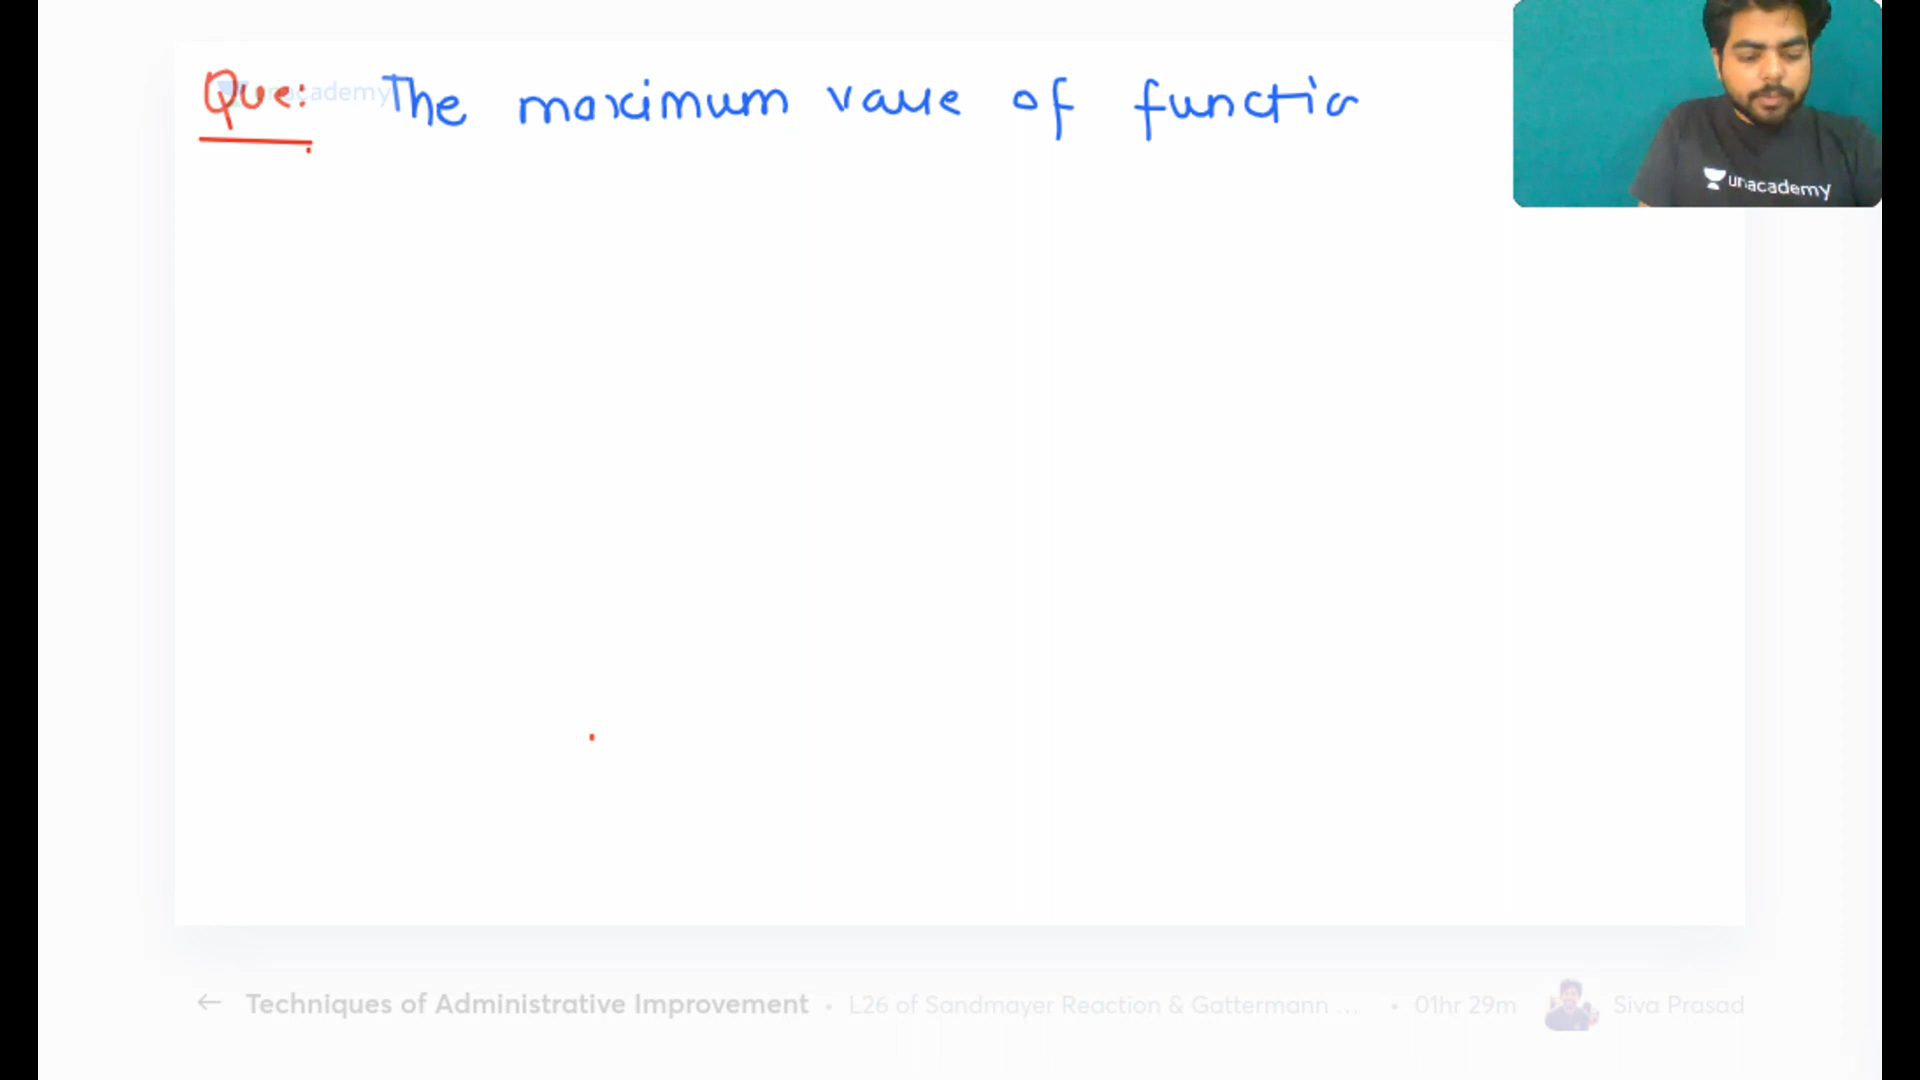 Que: The maximum value of functio
unacademy
unacademy
← Techniques of Administrative Improvement • L26 of Sandmayer Reaction & Gattermann ... • 01hr 29m Siva Prasad